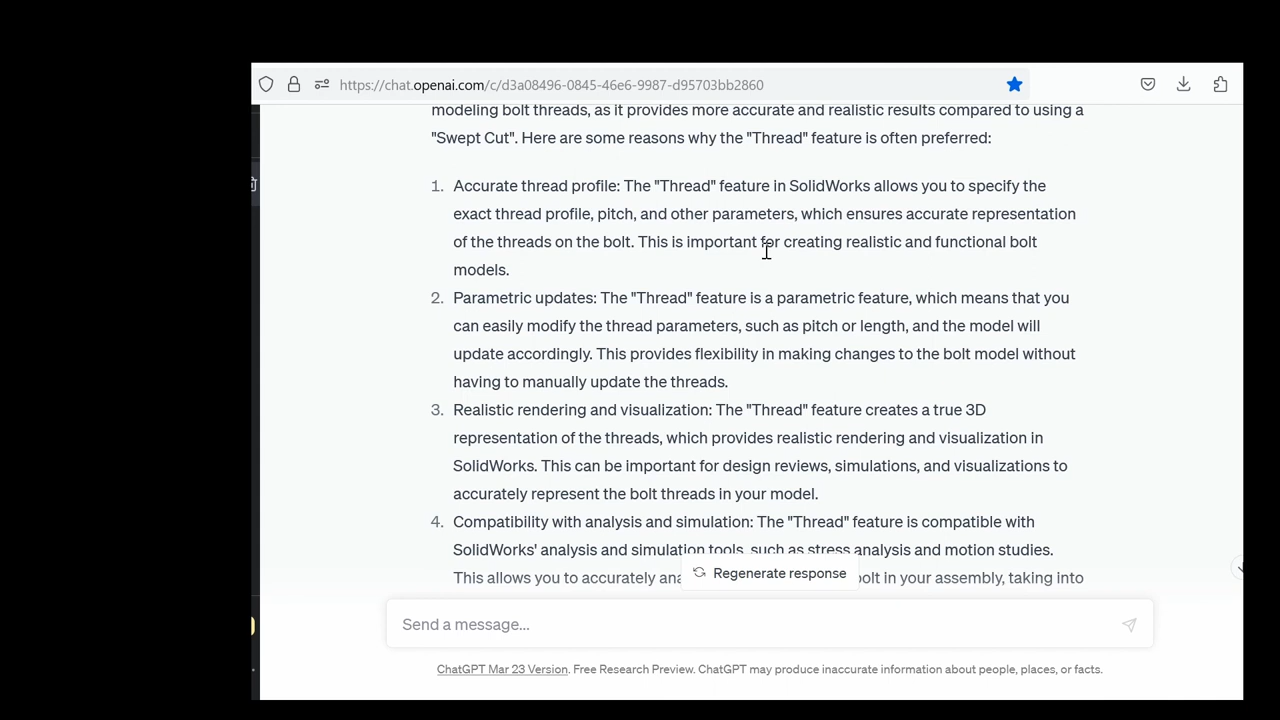 https://chat.openai.com/c/d3a08496-0845-46e6-9987-d95703bb2860
modeling bolt threads, as it provides more accurate and realistic results compared to using a
"Swept Cut". Here are some reasons why the "Thread" feature is often preferred:
1. Accurate thread profile: The "Thread" feature in SolidWorks allows you to specify the
exact thread profile, pitch, and other parameters, which ensures accurate representation
of the threads on the bolt. This is important for creating realistic and functional bolt
models.
2. Parametric updates: The "Thread" feature is a parametric feature, which means that you
can easily modify the thread parameters, such as pitch or length, and the model will
update accordingly. This provides flexibility in making changes to the bolt model without
having to manually update the threads.
3. Realistic rendering and visualization: The "Thread" feature creates a true 3D
representation of the threads, which provides realistic rendering and visualization in
SolidWorks. This can be important for design reviews, simulations, and visualizations to
accurately represent the bolt threads in your model.
4. Compatibility with analysis and simulation: The "Thread" feature is compatible with
SolidWorks' analysis and simulation tools, such as stress analysis and motion studies.
This allows you to accurately bolt in your assembly, taking into
Regenerate response
Send a message...
ChatGPT Mar 23 Version. Free Research Preview. ChatGPT may produce inaccurate information about people, places, or facts.